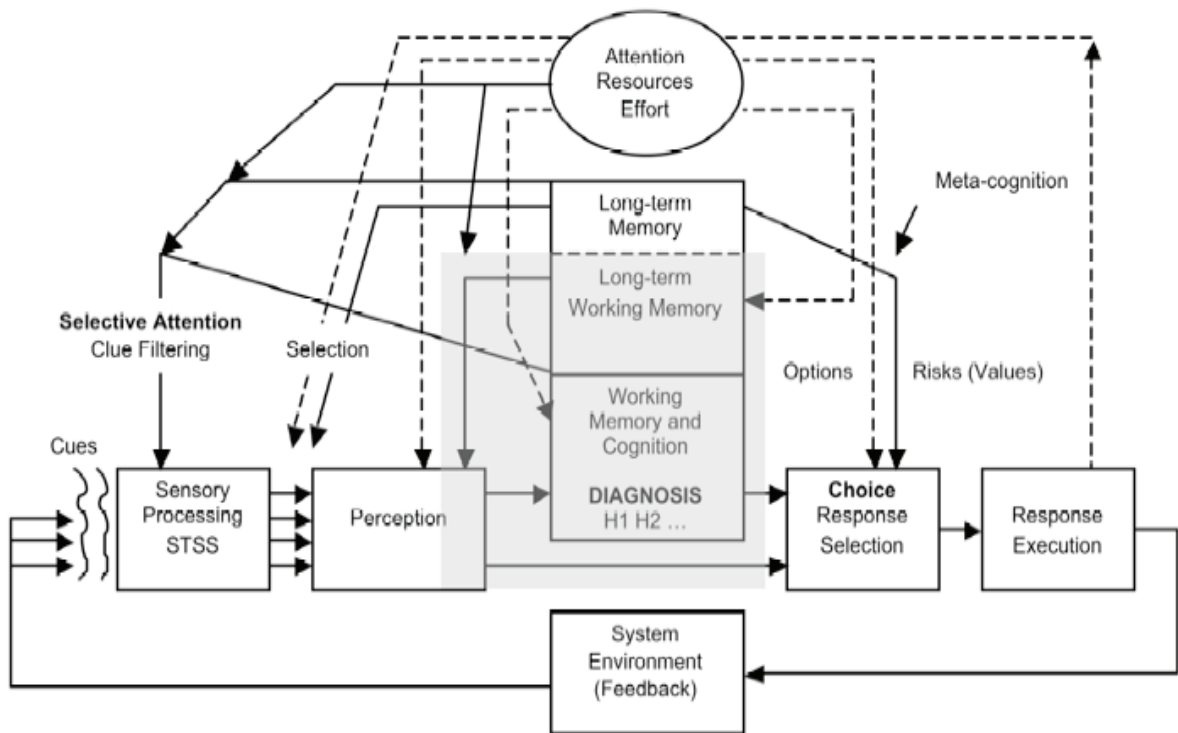 Attention
Resources
Effort
Meta-cognition
Long-term
Memory
Long-term
Working Memory
Selective Attention
Clue Filtering
Selection
Options
Risks (Values)
Working
Memory and
Cognition
DIAGNOSIS
H1 H2 ...
Cues
Sensory
Processing
STSS
Perception
Choice
Response
Selection
Response
Execution
System
Environment
(Feedback)